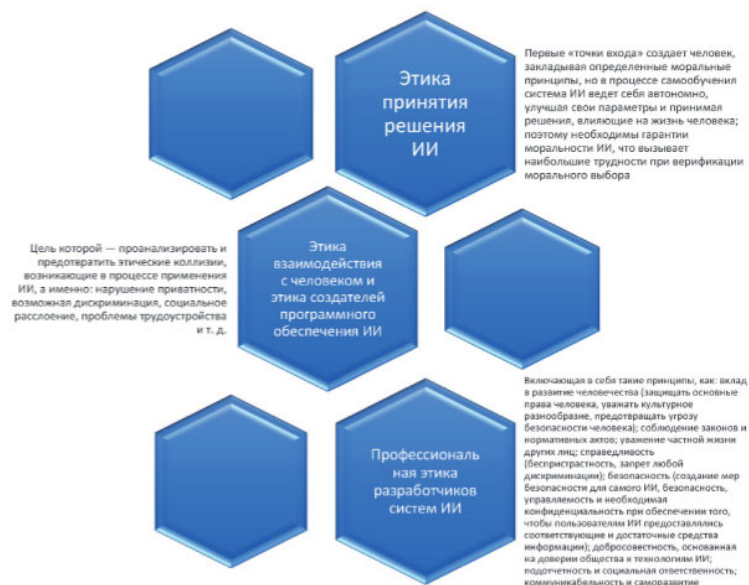 Этика
принятия
решения
ИИ
Первые «точки входа» создает человек,
закладывая определенные моральные
принципы, но в процессе самообучения
система ИИ ведет себя автономно,
улучшая свои параметры и принимая
решения, влияющие на жизнь человека;
поэтому необходимы гарантии
моральности ИИ, что вызывает
наибольшие трудности при верификации
морального выбора
Цель которой — проанализировать и
предотвратить этические коллизии,
возникающие в процессе применения
ИИ, а именно: нарушение приватности,
возможная дискриминация, социальное
расслоение, проблемы трудоустройства
и т. д.
Этика
взаимодействия
с человеком и
этика создателей
программного
обеспечения ИИ
Профессиональ
ная этика
разработчиков
систем ИИ
Включающая в себя такие принципы, как: вклад
в развитие человечества (защищать основные
права человека, уважать культурное
разнообразие, предотвращать угрозу
безопасности человека); соблюдение законов и
нормативных актов; уважение частной жизни
других лиц; справедливость
(беспристрастность, запрет любой
дискриминации); безопасность (создание мер
безопасности для самого ИИ, безопасность,
управляемость и необходимая
конфиденциальность при обеспечении того,
чтобы пользователям ИИ предоставлялись
соответствующие и достаточные средства
информации); добросовестность, основанная
на доверии общества к технологиям ИИ;
подотчетность и социальная ответственность;
коммуникабельность и саморазвитие